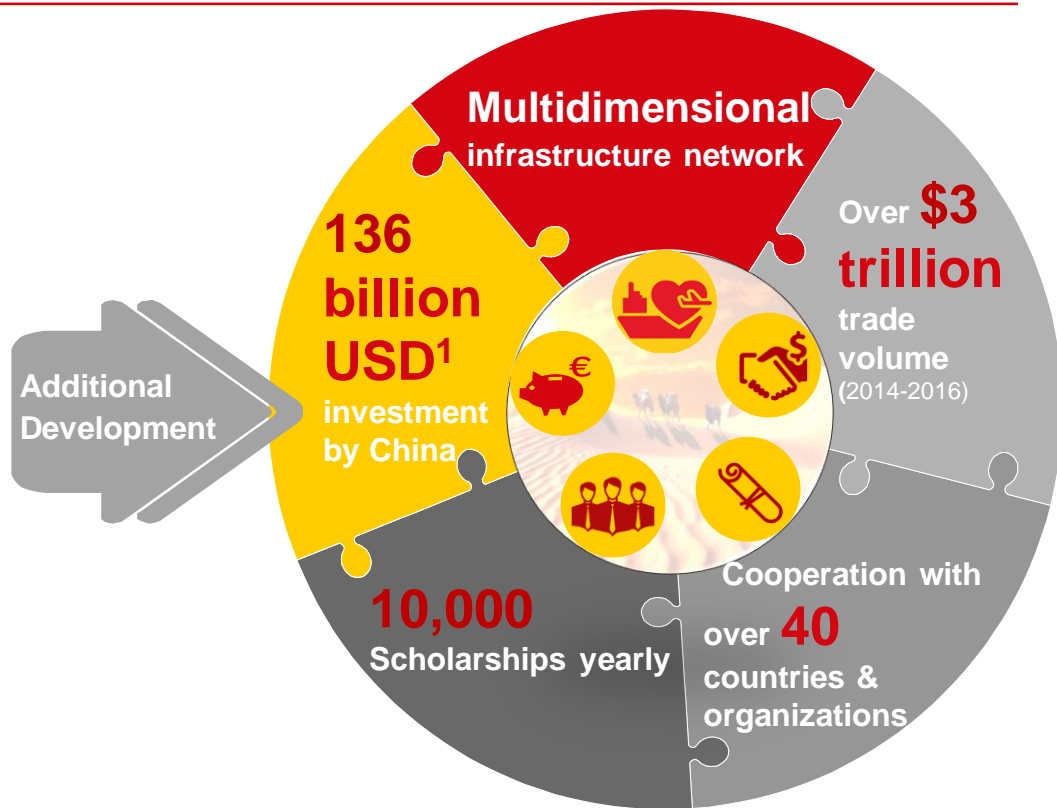 Multidimensional
infrastructure network
Over $3
trillion
trade
volume
(2014-2016)
Cooperation with
over 40
countries &
organizations
10,000
Scholarships yearly
136
billion
USD1
investment
by China
Additional
Development
€
$